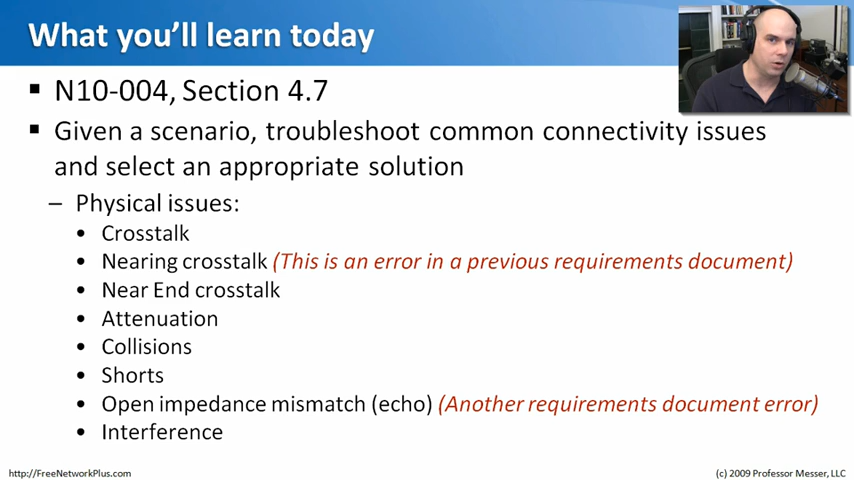 What you'll learn today
▪ N10-004, Section 4.7
▪ Given a scenario, troubleshoot common connectivity issues
and select an appropriate solution
– Physical issues:
• Crosstalk
• Nearing crosstalk (This is an error in a previous requirements document)
• Near End crosstalk
• Attenuation
• Collisions
• Shorts
• Open impedance mismatch (echo) (Another requirements document error)
• Interference
http://FreeNetworkPlus.com
(c) 2009 Professor Messer, LLC